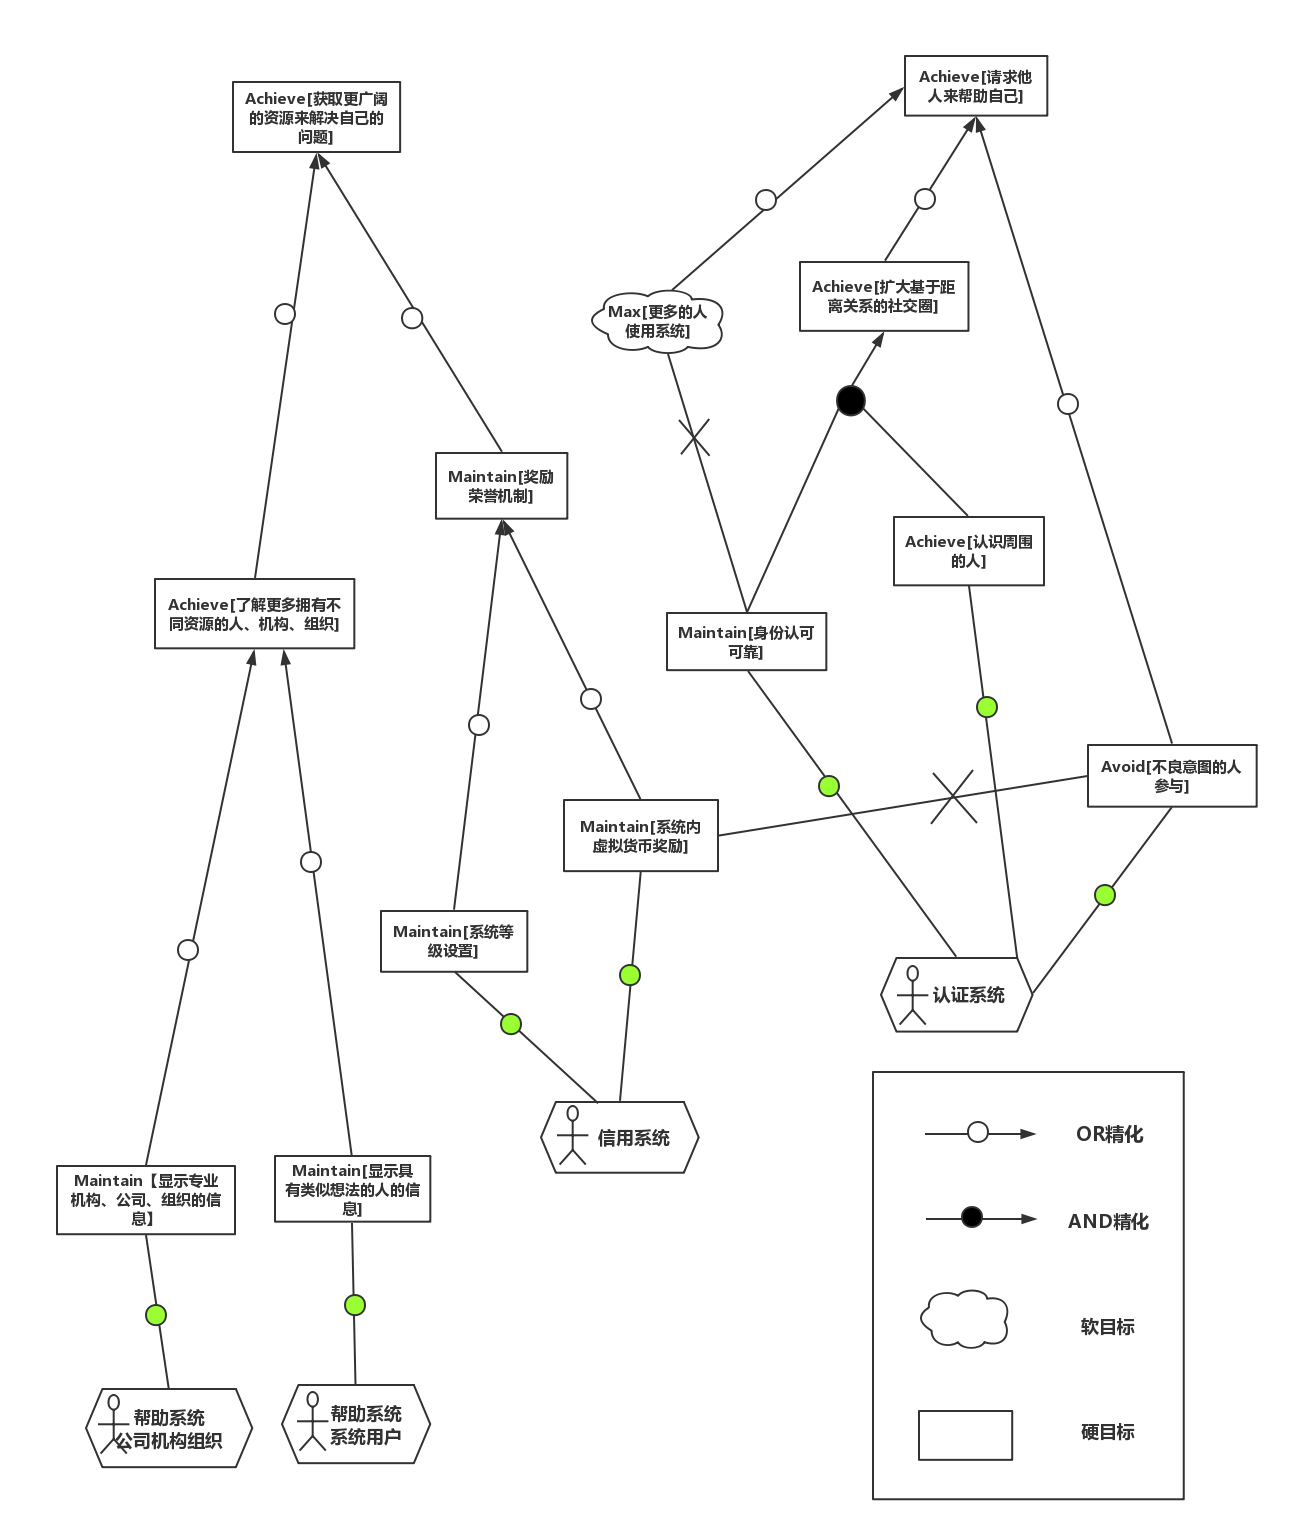 Achieve[请求他
人来帮助自己]
Achieve[获取更广阔
的资源来解决自己的
问题]
Max[更多的人
使用系统]
Achieve[扩大基于距
离关系的社交圈]
Maintain[奖励
荣誉机制]
Achieve[认识周围
的人]
Achieve[了解更多拥有不
同资源的人、机构、组织]
Maintain[身份认可
可靠]
Avoid[不良意图的人
参与]
Maintain[系统内
虚拟货币奖励]
Maintain[系统等
级设置]
认证系统
信用系统
Maintain【显示专业
机构、公司、组织的信
息】
Maintain[显示具
有类似想法的人的信
息]
帮助系统
公司机构组织
帮助系统
系统用户
OR精化
AND精化
软目标
硬目标